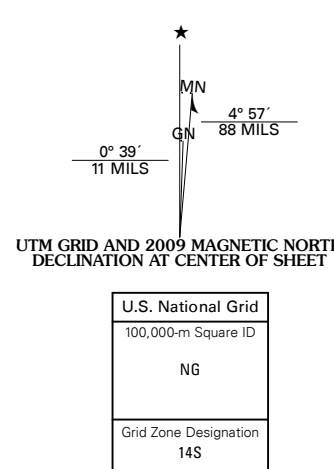 MN
GN
4° 57´
88 MILS
0° 39´
11 MILS
UTM GRID AND 2009 MAGNETIC NORTH
DECLINATION AT CENTER OF SHEET
U.S. National Grid
100,000-m Square ID
NG
Grid Zone Designation
14S